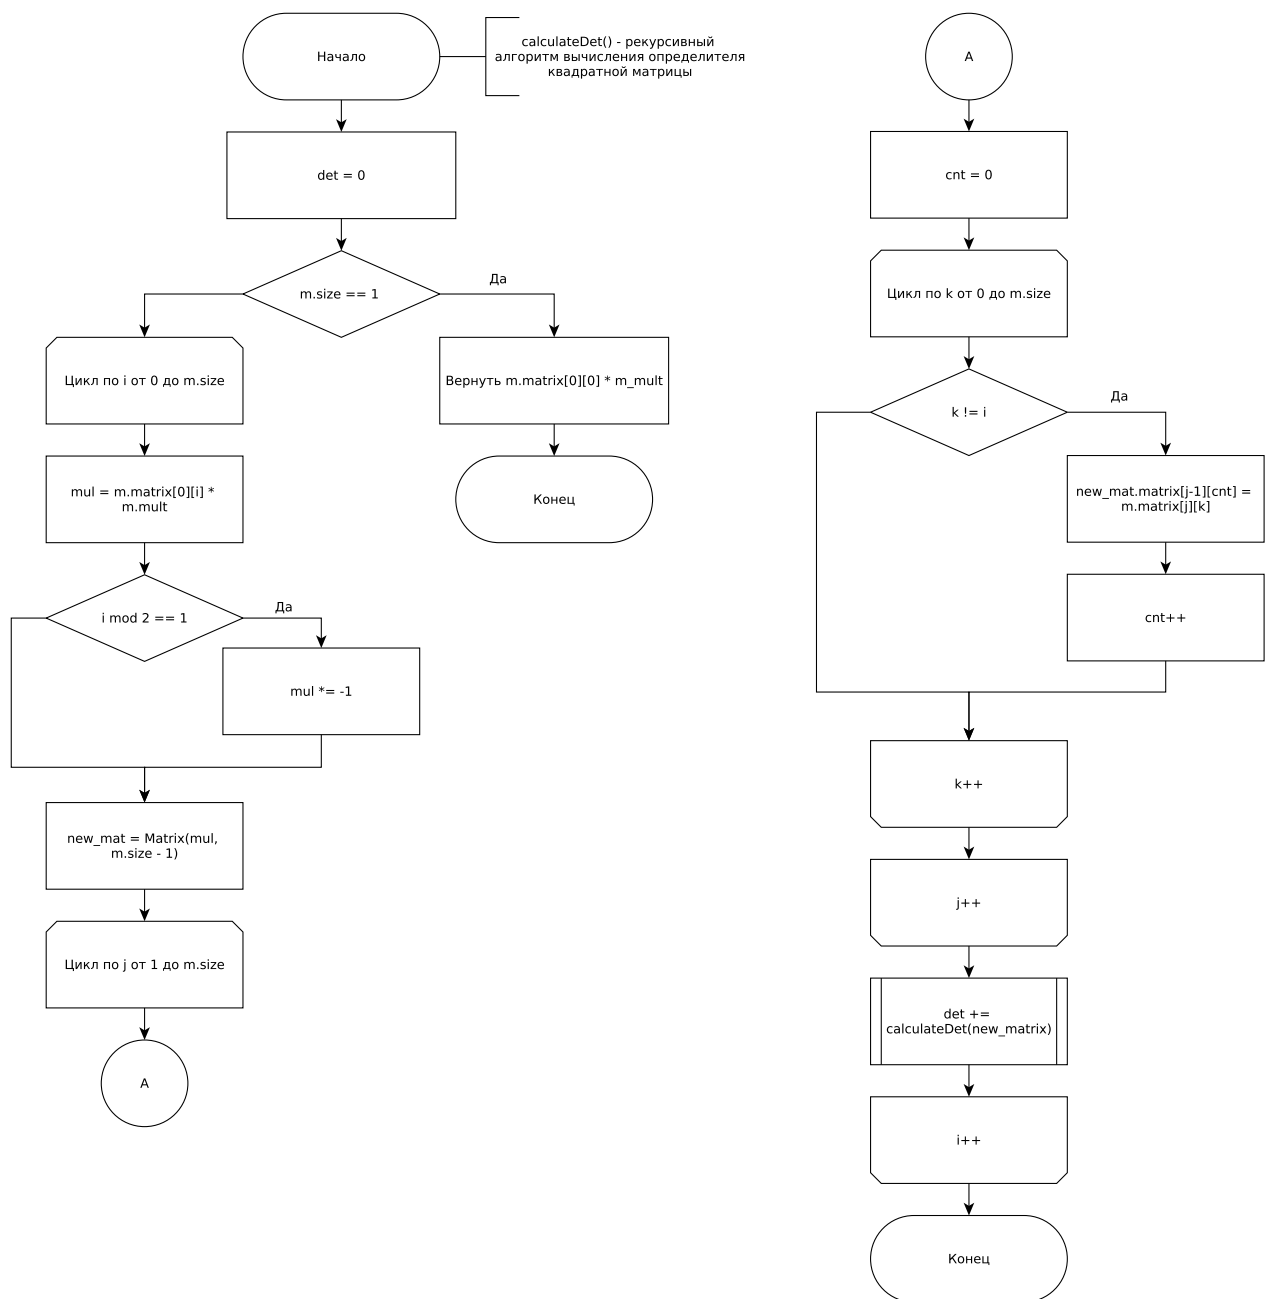 Начало
calculateDet() - рекурсивный
алгоритм вычисления определителя
квадратной матрицы
det = 0
m.size == 1
Да
Цикл по i от 0 до m.size
Вернуть m.matrix[0][0] * m_mult
mul = m.matrix[0][i] *
m.mult
Конец
i mod 2 == 1
Да
mul *= -1
new_mat = Matrix(mul,
m.size - 1)
Цикл по j от 1 до m.size
A
A
cnt = 0
Цикл по k от 0 до m.size
k != i
Да
new_mat.matrix[j-1][cnt] =
m.matrix[j][k]
cnt++
k++
j++
det +=
calculateDet(new_matrix)
i++
Конец